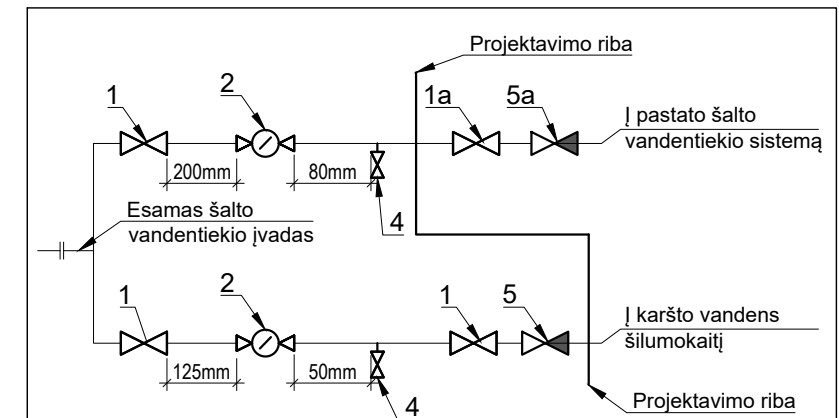 Projektavimo riba
1
2
1a
5a
Į pastato šalto
vandentiekio sistemą
200mm
80mm
Esamas šalto
vandentiekio įvadas
4
1
2
1
5
Į karšto vandens
šilumokaitį
125mm
50mm
4
Projektavimo riba